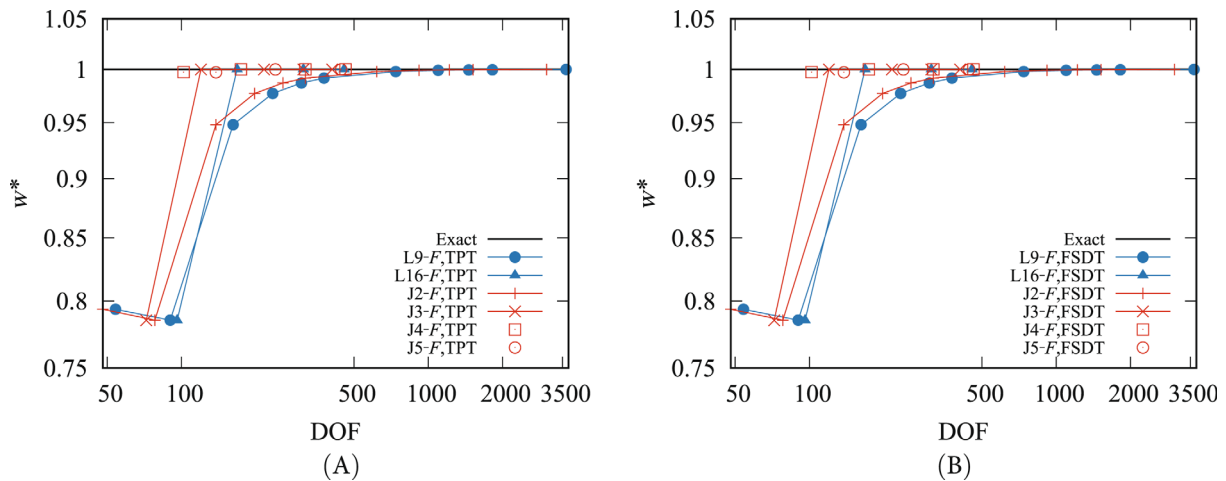 1.05
1
0.95
0.9
0.85
0.8
0.75
w*
Exact
L9-F,TPT
L16-F,TPT
J2-F,TPT
J3-F,TPT
J4-F,TPT
J5-F,TPT
50 100 500 1000 2000 3500
DOF
(A)
1.05
1
0.95
0.9
0.85
0.8
0.75
w*
Exact
L9-F,FSDT
L16-F,FSDT
J2-F,FSDT
J3-F,FSDT
J4-F,FSDT
J5-F,FSDT
50 100 500 1000 2000 3500
DOF
(B)